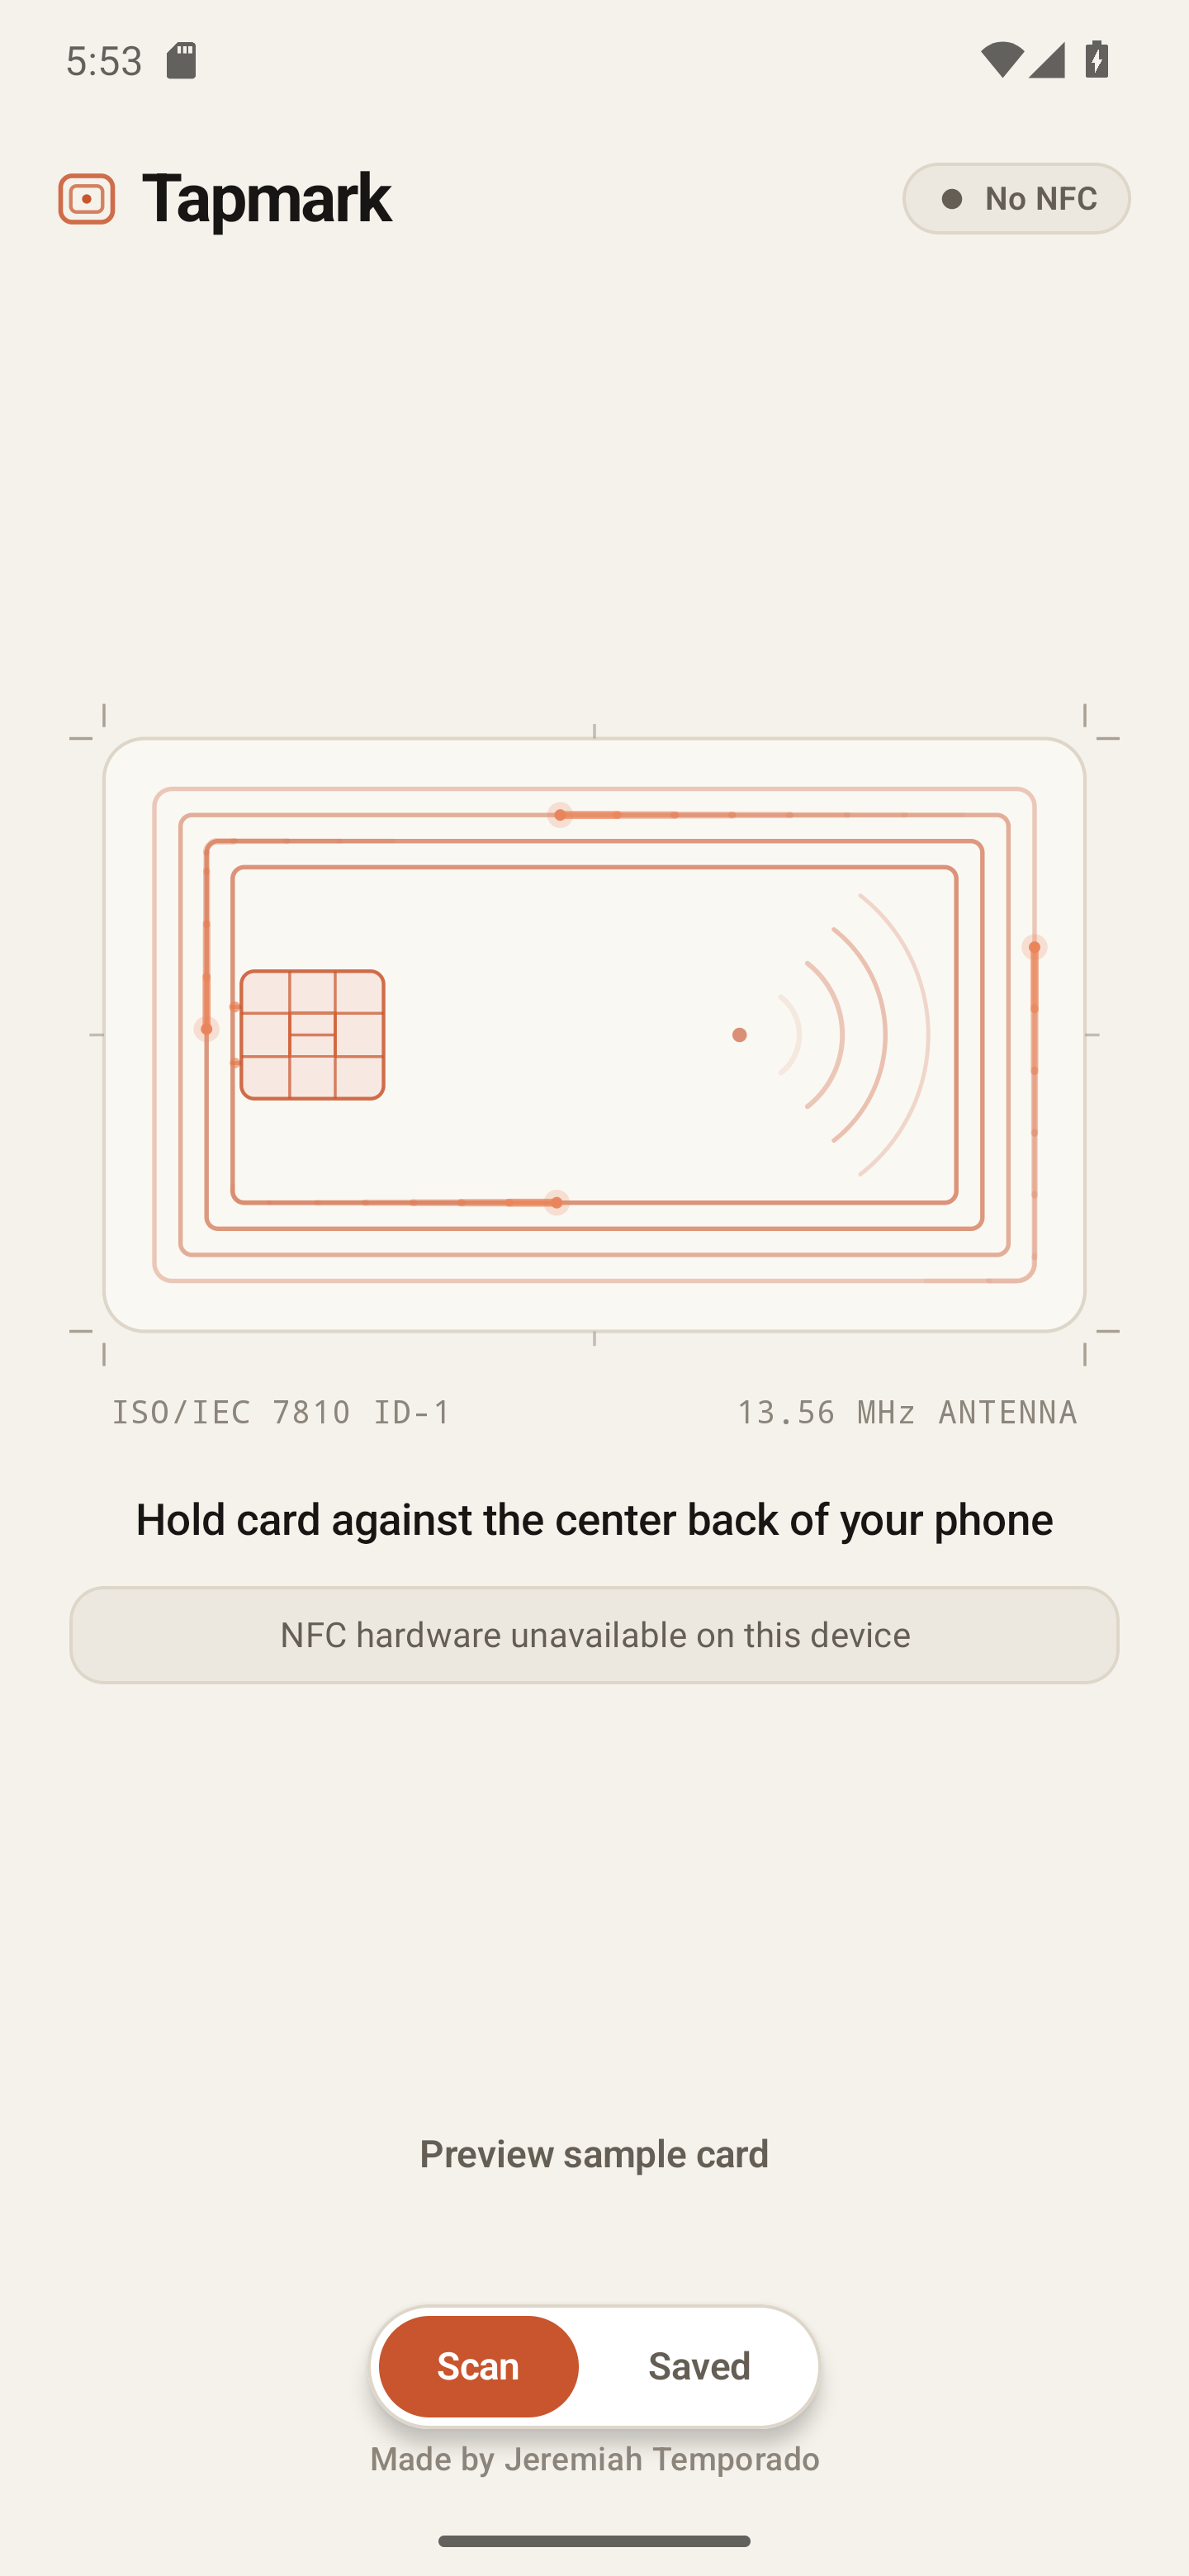 5:53
Tapmark
No NFC
ISO/IEC 7810 ID-1
13.56 MHz ANTENNA
Hold card against the center back of your phone
NFC hardware unavailable on this device
Preview sample card
Scan
Saved
Made by Jeremiah Temporado